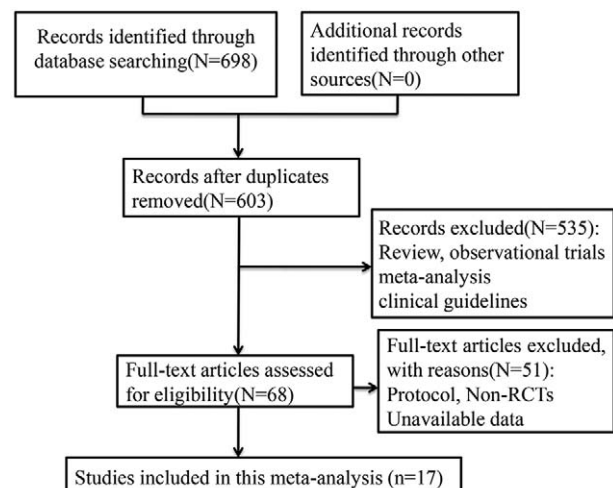 Records identified through
database searching(N=698)
Additional records
identified through other
sources(N=0)
Records after duplicates
removed(N=603)
Records excluded(N=535):
Review, observational trials
meta-analysis
clinical guidelines
Full-text articles assessed
for eligibility(N=68)
Full-text articles excluded,
with reasons(N=51):
Protocol, Non-RCTs
Unavailable data
Studies included in this meta-analysis (n=17)